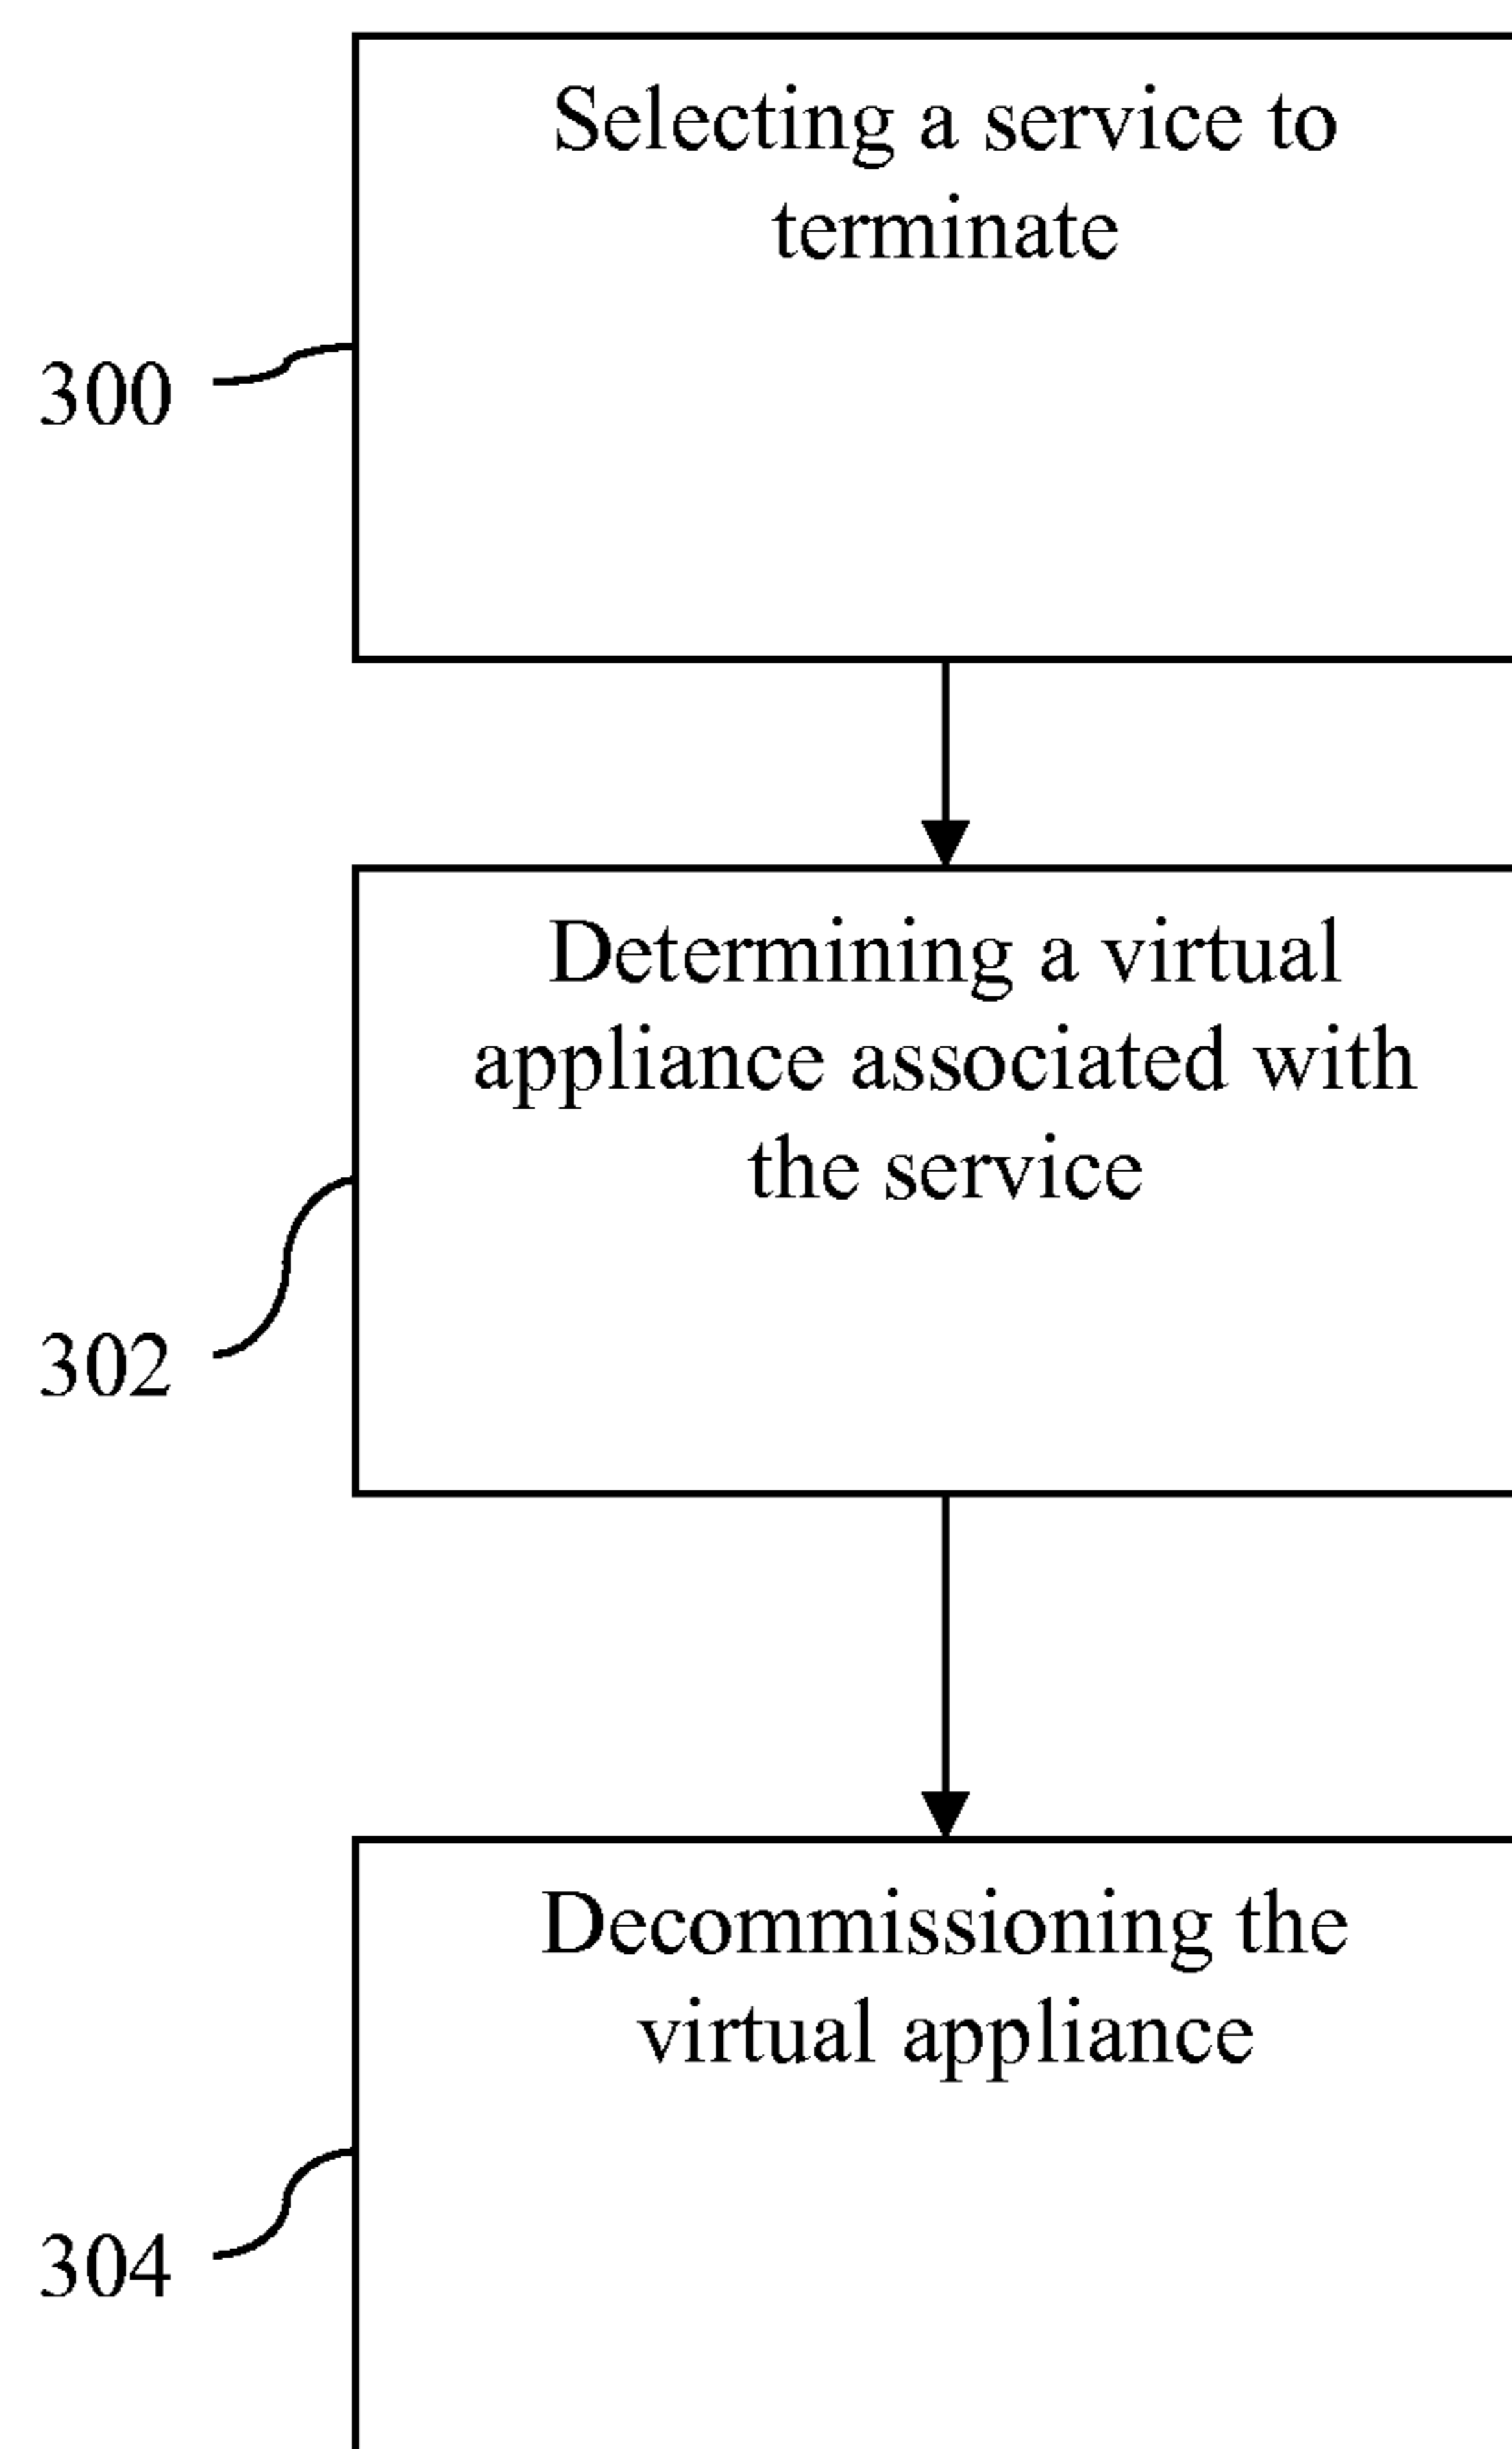 Selecting a service to
terminate
300
Determining a virtual
appliance associated with
the service
302
Decommissioning the
virtual appliance
304